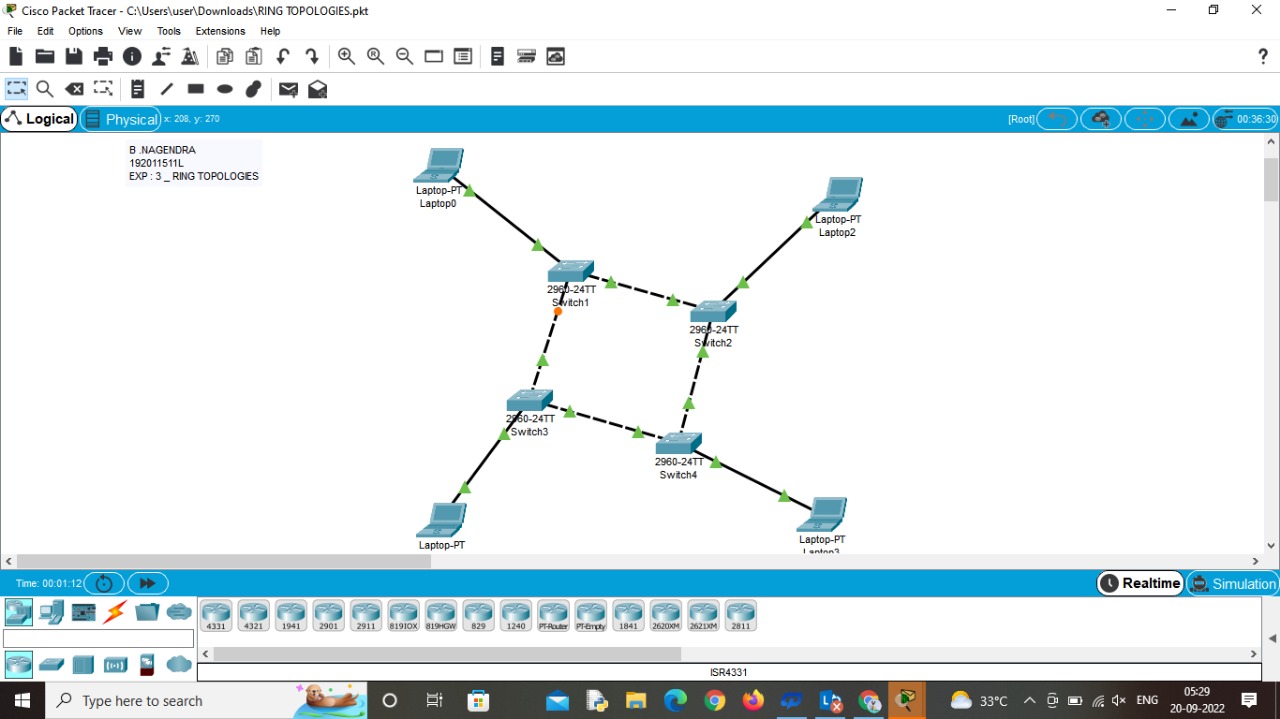 Cisco Packet Tracer - C:\Users\user\Downloads\RING TOPOLOGIES.pkt
File Edit Options View Tools Extensions Help
?
Logical Physical x: 208, y: 270 [Root] 00:36:30
B .NAGENDRA
192011511L
EXP : 3 _ RING TOPOLOGIES
Laptop-PT
Laptop0
Laptop-PT
Laptop2
2960-24TT
Switch1
2960-24TT
Switch2
2960-24TT
Switch3
2960-24TT
Switch4
Laptop-PT
Laptop-PT
Laptop3
Time: 00:01:12 Realtime Simulation
4331 4321 1941 2901 2911 819IOX 819HGW 829 1240 PT-Router PT-Empty 1841 2620XM 2621XM 2811
ISR4331
Type here to search
33°C ENG
05:29
20-09-2022